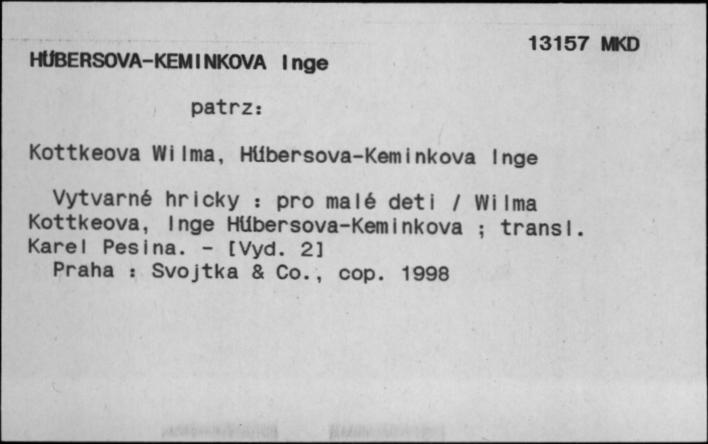 13157 MKD
HÜBERSOVA-KEMINKOVA Inge
patrz:
Kottkeova Wilma, Hübersova-Keminkova Inge
Vytvarné hricky : pro malé deti / Wilma
Kottkeova, Inge Hübersova-Keminkova ; transl.
Karel Pesina. - [Vyd. 2]
Praha : Svojtka & Co., cop. 1998